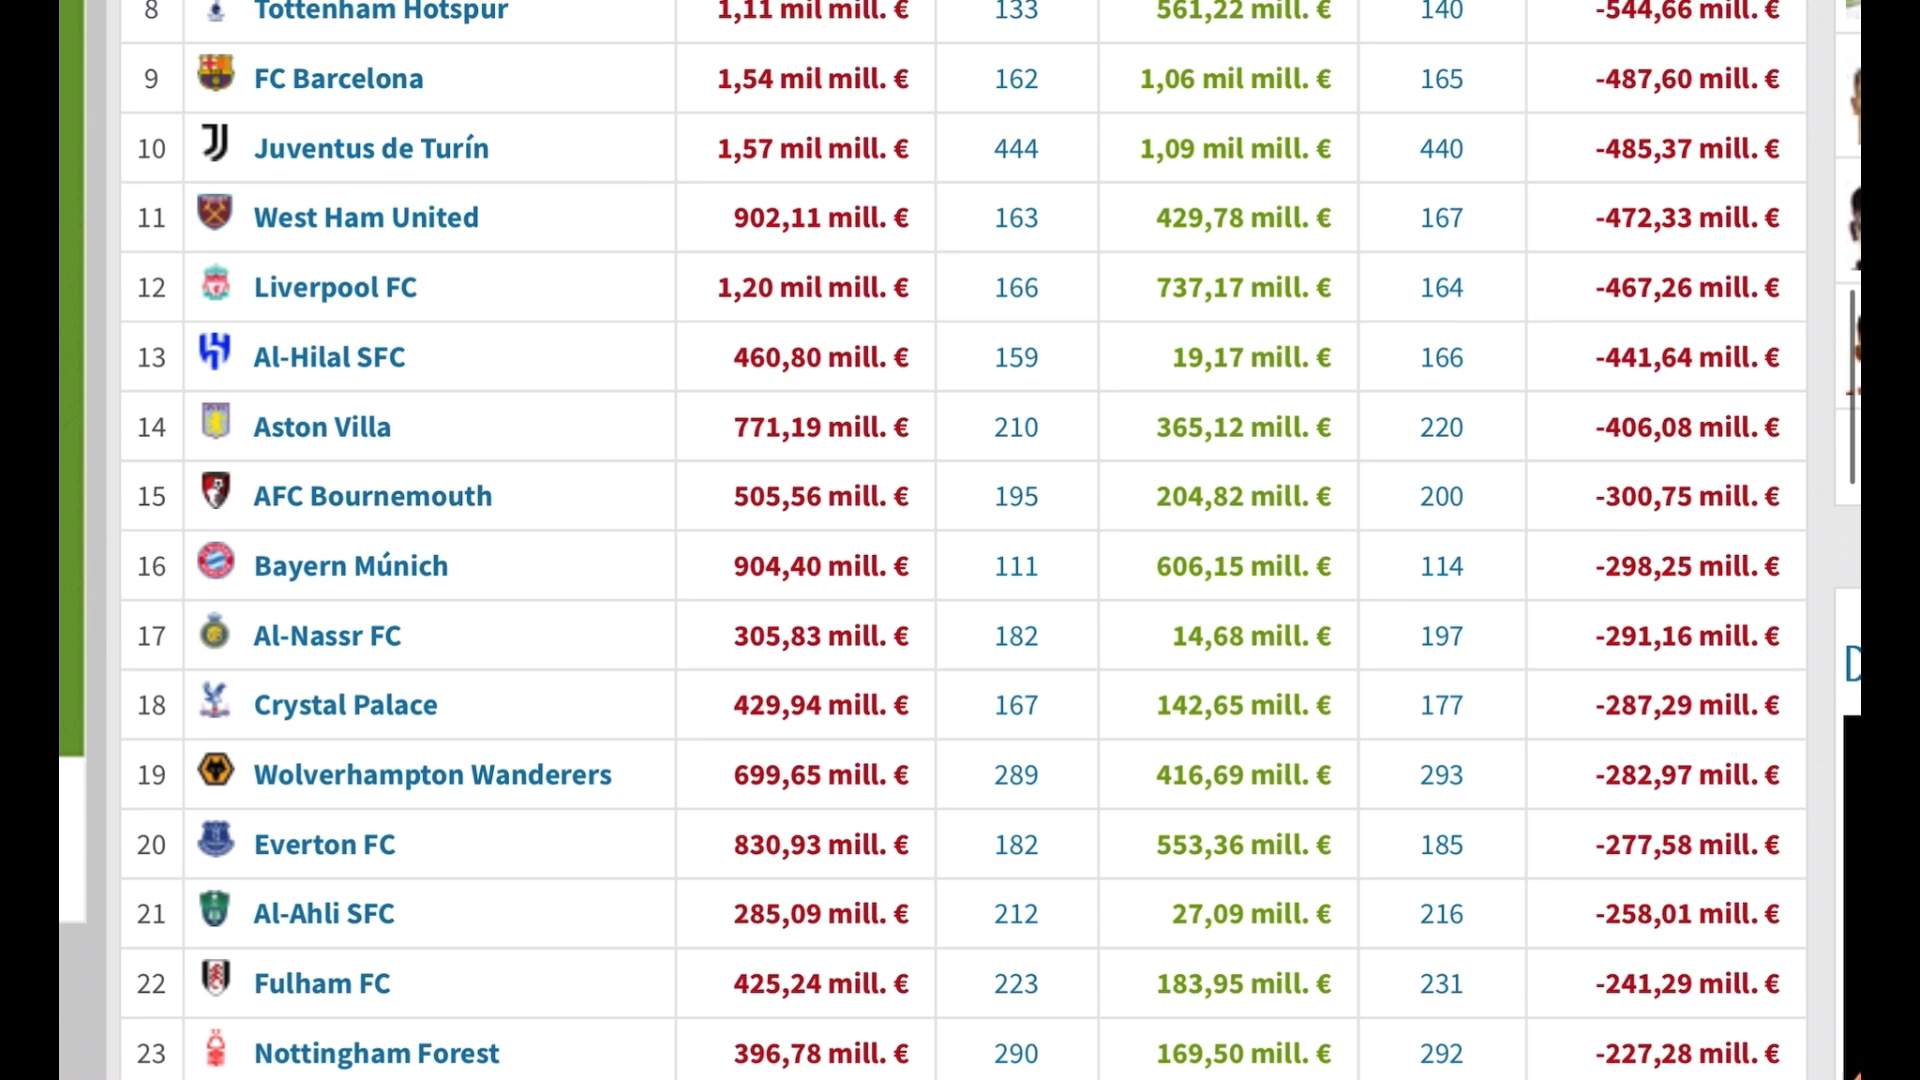 8 Tottenham Hotspur 1,11 mil mill. € 133 561,22 mill. € 140 -544,66 mill. €
9 FC Barcelona 1,54 mil mill. € 162 1,06 mil mill. € 165 -487,60 mill. €
10 Juventus de Turín 1,57 mil mill. € 444 1,09 mil mill. € 440 -485,37 mill. €
11 West Ham United 902,11 mill. € 163 429,78 mill. € 167 -472,33 mill. €
12 Liverpool FC 1,20 mil mill. € 166 737,17 mill. € 164 -467,26 mill. €
13 Al-Hilal SFC 460,80 mill. € 159 19,17 mill. € 166 -441,64 mill. €
14 Aston Villa 771,19 mill. € 210 365,12 mill. € 220 -406,08 mill. €
15 AFC Bournemouth 505,56 mill. € 195 204,82 mill. € 200 -300,75 mill. €
16 Bayern Múnich 904,40 mill. € 111 606,15 mill. € 114 -298,25 mill. €
17 Al-Nassr FC 305,83 mill. € 182 14,68 mill. € 197 -291,16 mill. €
18 Crystal Palace 429,94 mill. € 167 142,65 mill. € 177 -287,29 mill. €
19 Wolverhampton Wanderers 699,65 mill. € 289 416,69 mill. € 293 -282,97 mill. €
20 Everton FC 830,93 mill. € 182 553,36 mill. € 185 -277,58 mill. €
21 Al-Ahli SFC 285,09 mill. € 212 27,09 mill. € 216 -258,01 mill. €
22 Fulham FC 425,24 mill. € 223 183,95 mill. € 231 -241,29 mill. €
23 Nottingham Forest 396,78 mill. € 290 169,50 mill. € 292 -227,28 mill. €